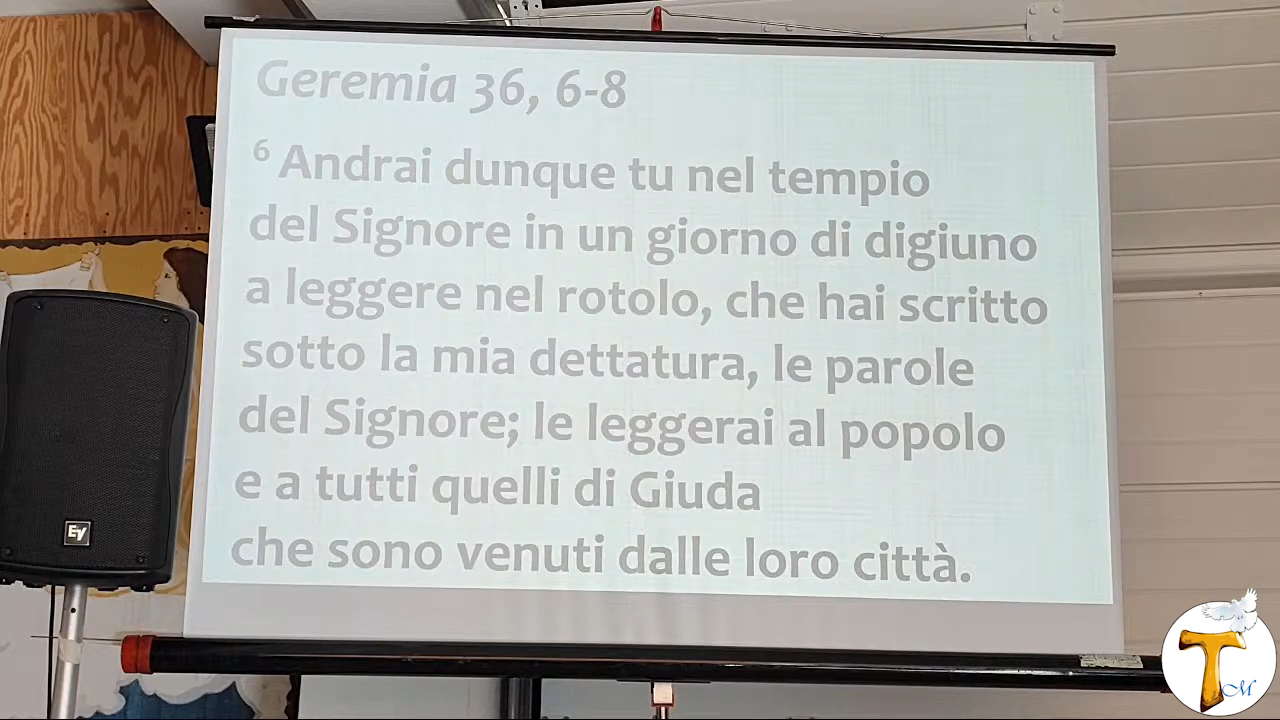 Geremia 36, 6-8
6 Andrai dunque tu nel tempio
del Signore in un giorno di digiuno
a leggere nel rotolo, che hai scritto
sotto la mia dettatura, le parole
del Signore; le leggerai al popolo
e a tutti quelli di Giuda
che sono venuti dalle loro città.
EV
T M